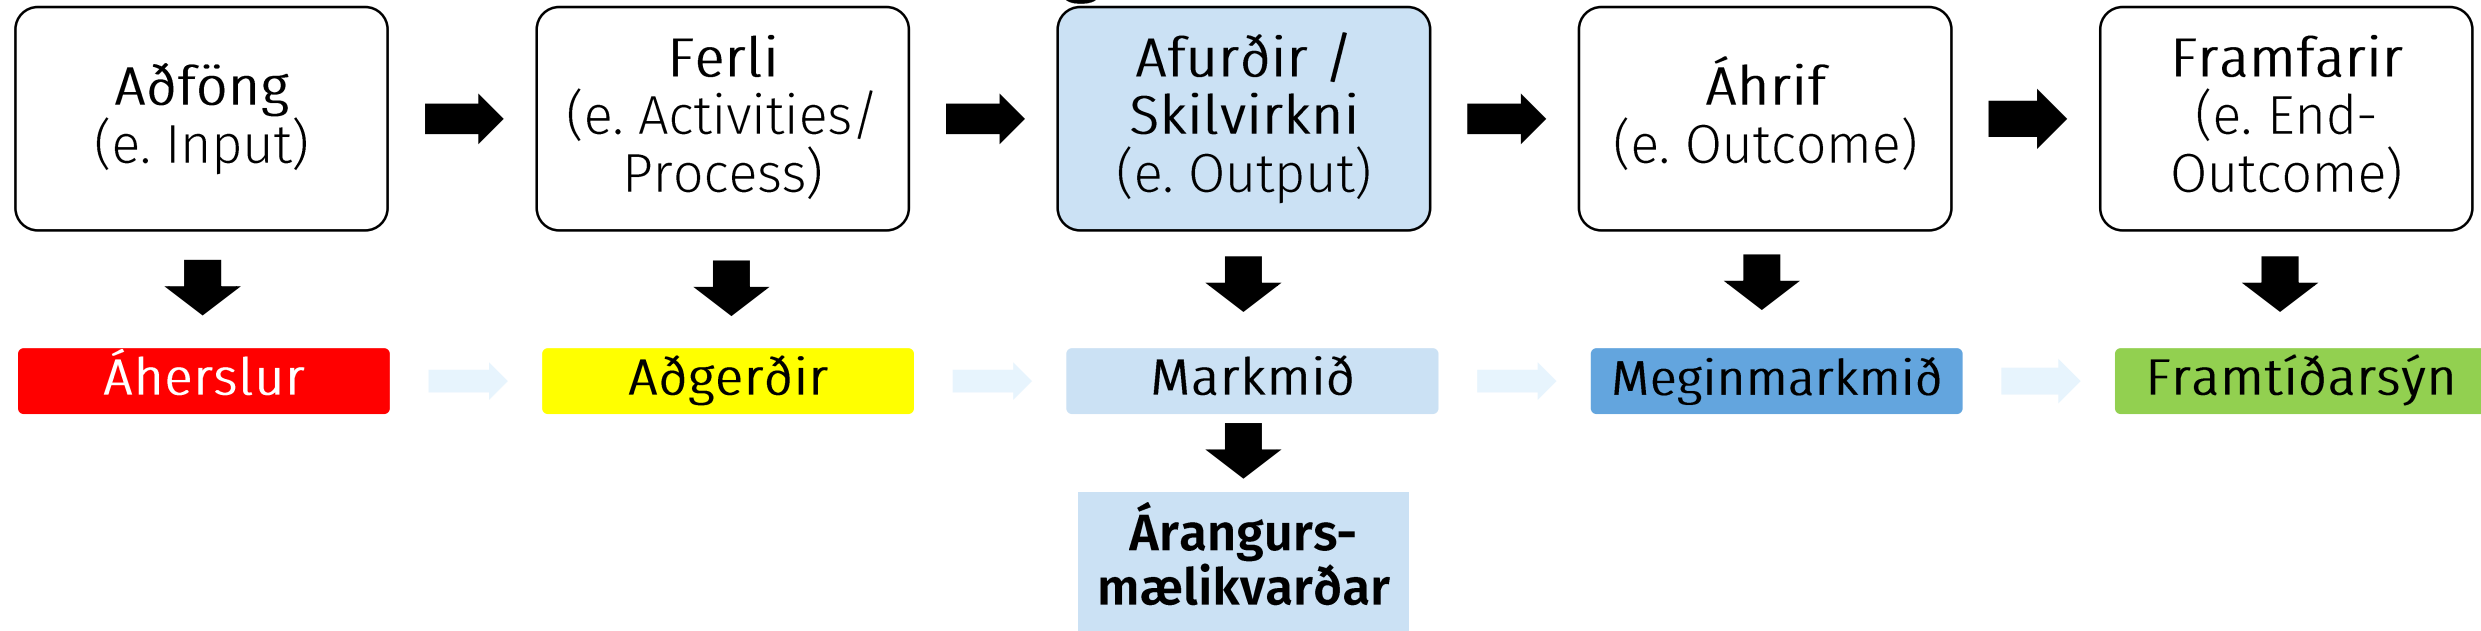 Aðföng
(e. Input)
Ferli
(e. Activities/
Process)
Afurðir /
Skilvirkni
(e. Output)
Áhrif
(e. Outcome)
Framfarir
(e. End-
Outcome)
Áherslur
Aðgerðir
Markmið
Meginmarkmið
Framtíðarsýn
Árangurs-
mælikvarðar